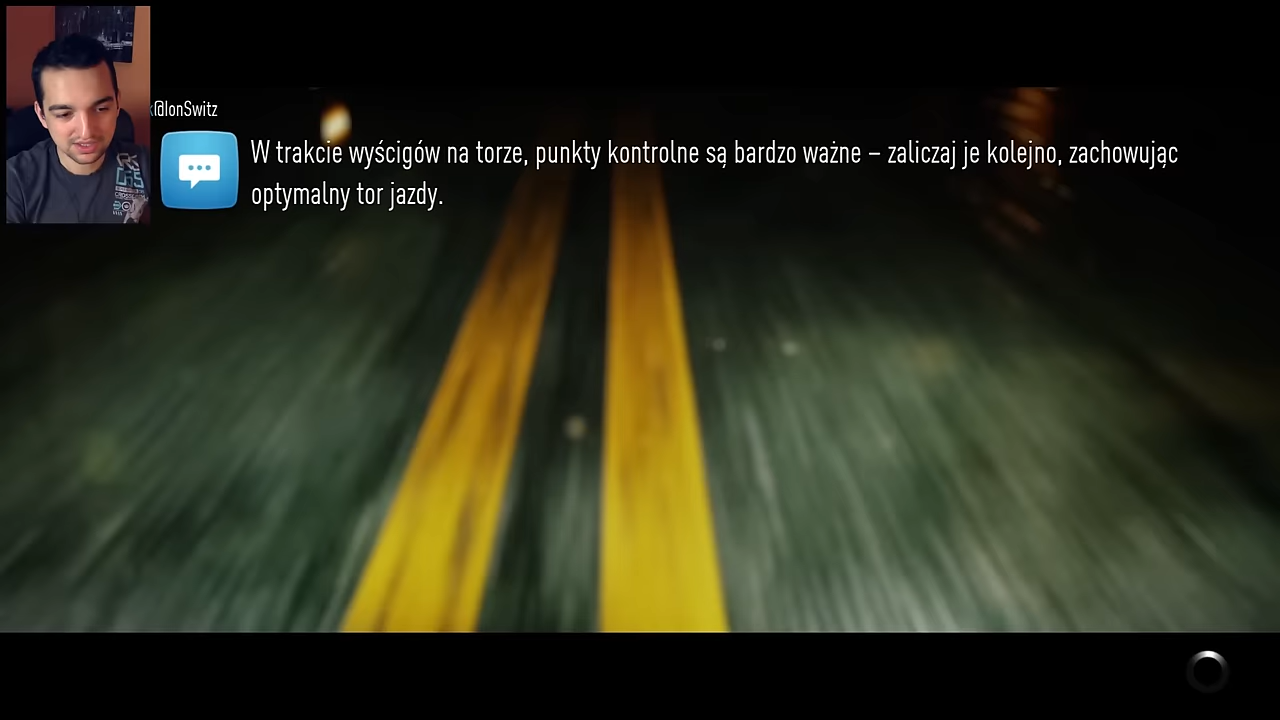 @IonSwitz
W trakcie wyścigów na torze, punkty kontrolne są bardzo ważne – zaliczaj je kolejno, zachowując
optymalny tor jazdy.